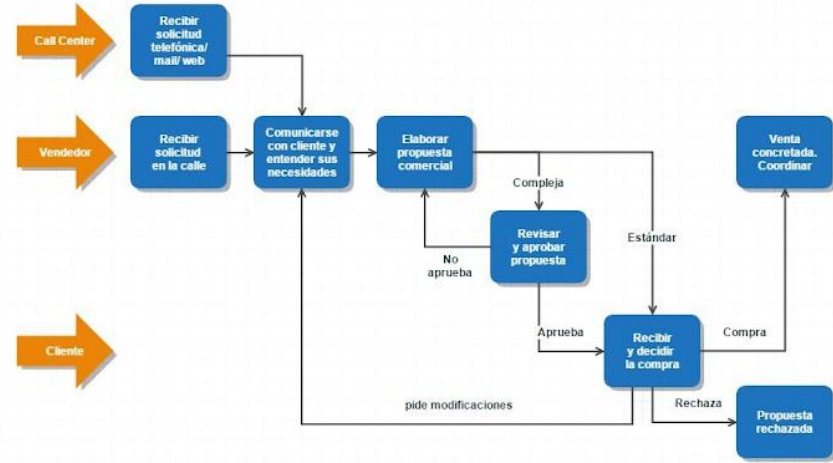 Call Center
Recibir
solicitud
telefónica/
mail/ web
Vendedor
Recibir
solicitud
en la calle
Comunicarse
con cliente y
entender sus
necesidades
Elaborar
propuesta
comercial
Venta
concretada.
Coordinar
Compleja
Revisar
y aprobar
propuesta
Estándar
No
aprueba
Cliente
Aprueba
Recibir
y decidir
la compra
Compra
pide modificaciones
Rechaza
Propuesta
rechazada